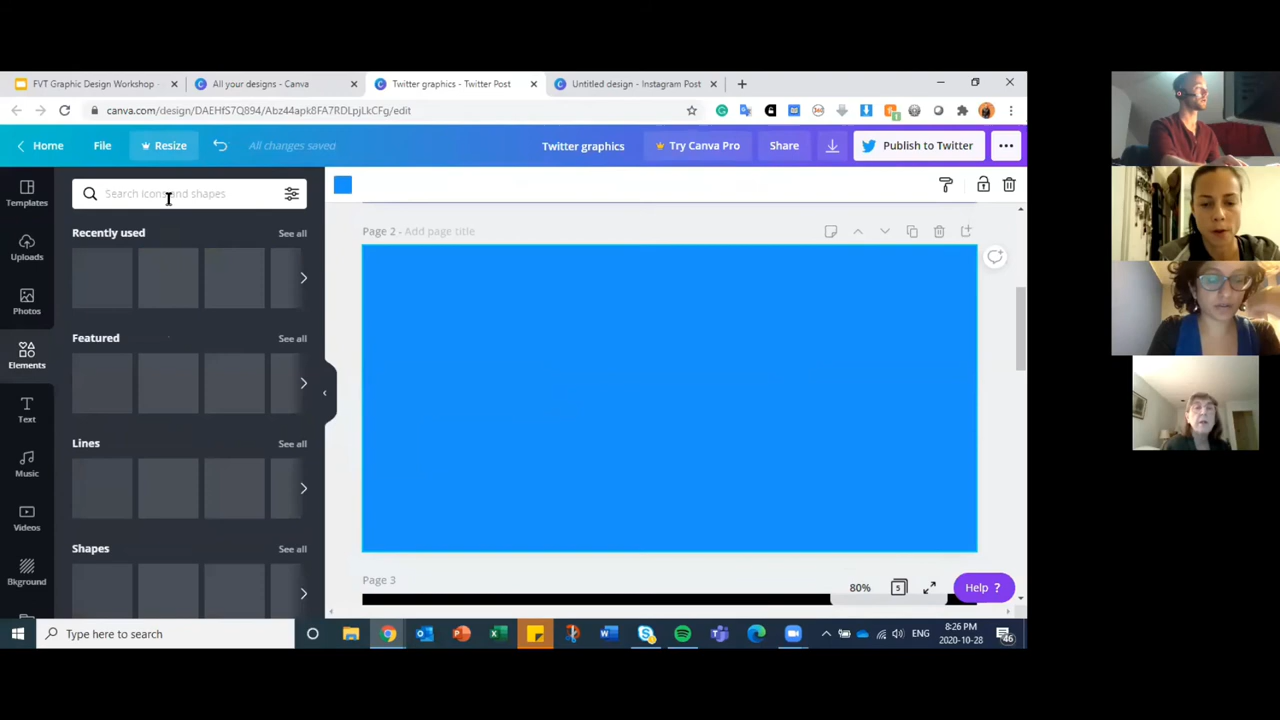 FVT Graphic Design Workshop -
All your designs - Canva
Twitter graphics - Twitter Post
Untitled design - Instagram Post
canva.com/design/DAEHfS7Q894/Abz44apk8FA7RDLpjLkCFg/edit
Home
File
Resize
All changes saved
Twitter graphics
Try Canva Pro
Share
Publish to Twitter
Templates
Uploads
Photos
Elements
Text
Music
Videos
Bkground
Search icons and shapes
Recently used See all
Featured See all
Lines See all
Shapes See all
Page 2 - Add page title
Page 3
80%
5
Help ?
Type here to search
ENG
8:26 PM
2020-10-28
46